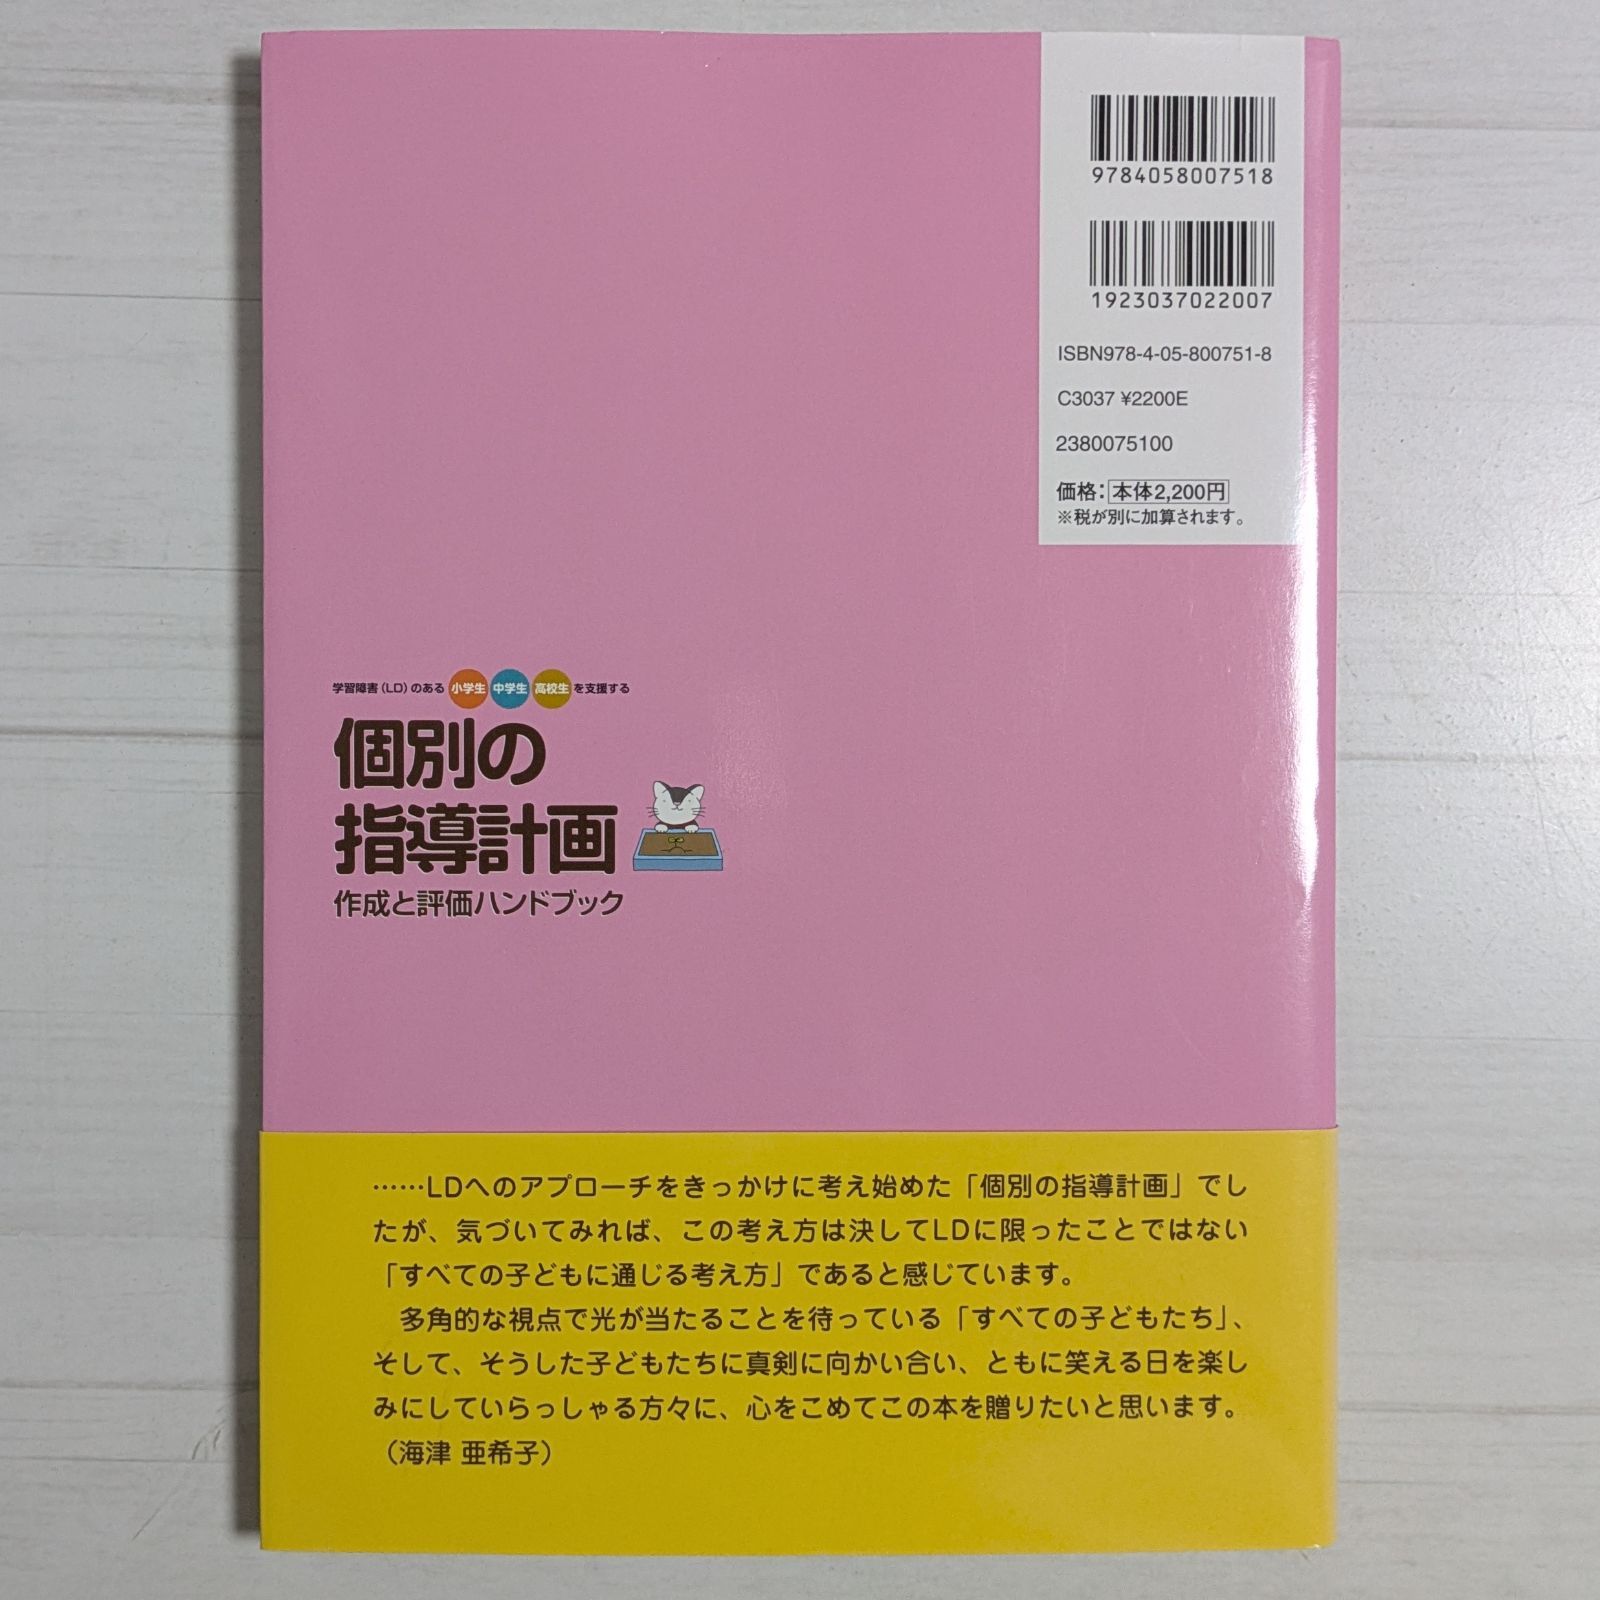 9784058007518
1923037022007
ISBN978-4-05-800751-8
C3037 ¥2200E
2380075100
価格：本体2,200円
※税が別に加算されます。
学習障害（LD）のある 小学生 中学生 高校生 を支援する
個別の
指導計画
作成と評価ハンドブック
……LDへのアプローチをきっかけに考え始めた「個別の指導計画」でし
たが、気づいてみれば、この考え方は決してLDに限ったことではない
「すべての子どもに通じる考え方」であると感じています。
多角的な視点で光が当たることを待っている「すべての子どもたち」、
そして、そうした子どもたちに真剣に向かい合い、ともに笑える日を楽し
みにしていらっしゃる方々に、心をこめてこの本を贈りたいと思います。
（海津 亜希子）